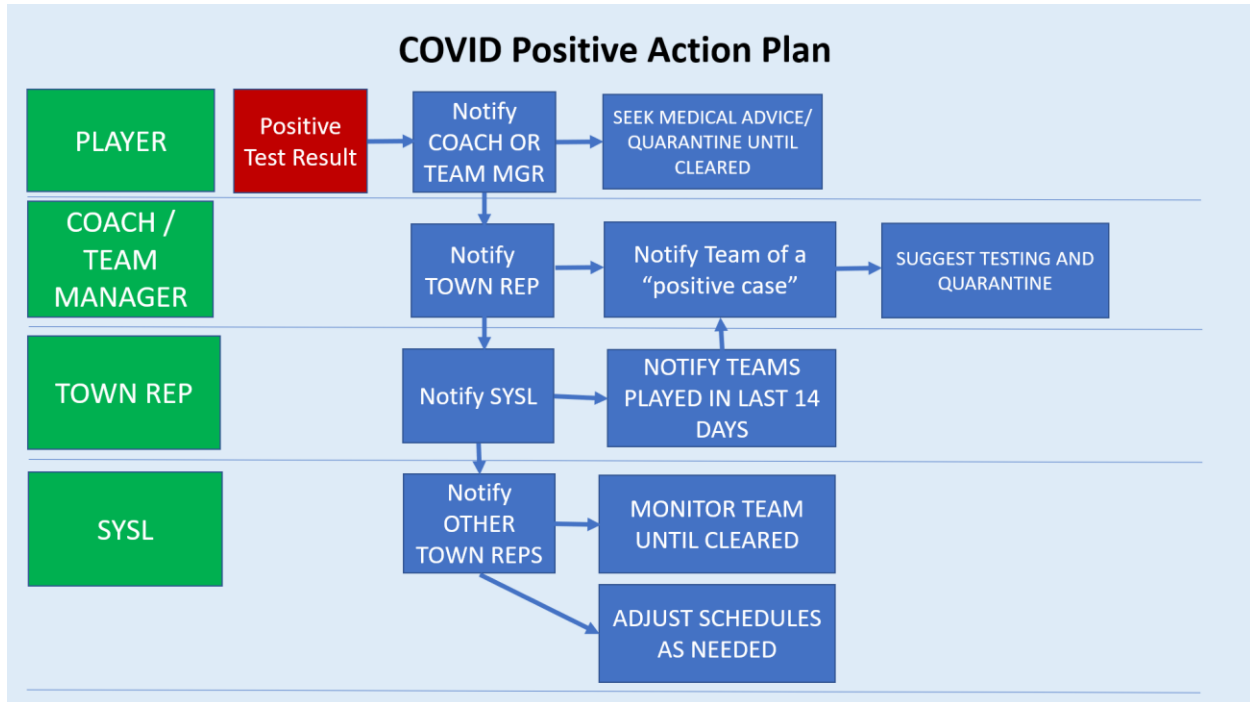 COVID Positive Action Plan
PLAYER
Positive
Test Result
Notify
COACH OR
TEAM MGR
SEEK MEDICAL ADVICE/
QUARANTINE UNTIL
CLEARED
COACH /
TEAM
MANAGER
Notify
TOWN REP
Notify Team of a
“positive case”
SUGGEST TESTING AND
QUARANTINE
TOWN REP
Notify SYSL
NOTIFY TEAMS
PLAYED IN LAST 14
DAYS
SYSL
Notify
OTHER
TOWN REPS
MONITOR TEAM
UNTIL CLEARED
ADJUST SCHEDULES
AS NEEDED